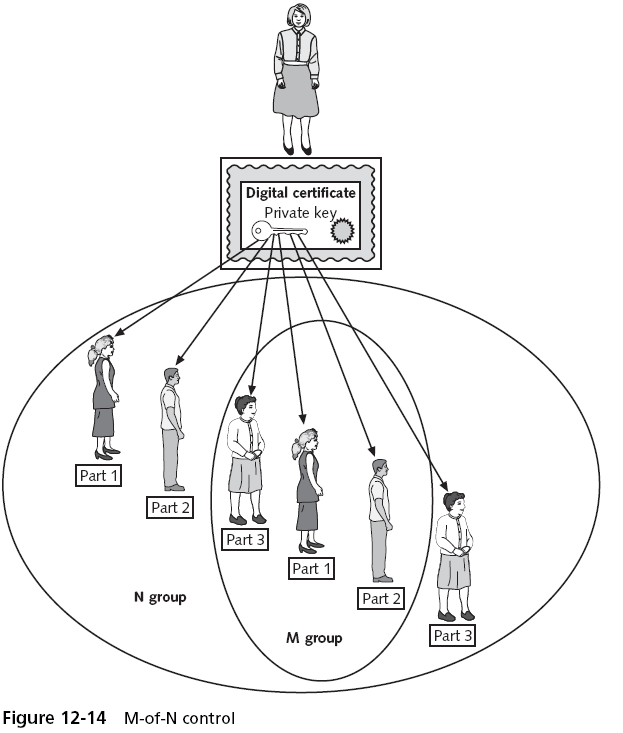 Digital certificate
Private key
Part 1
Part 2
Part 3
Part 1
Part 2
Part 3
N group
M group
Figure 12-14 M-of-N control